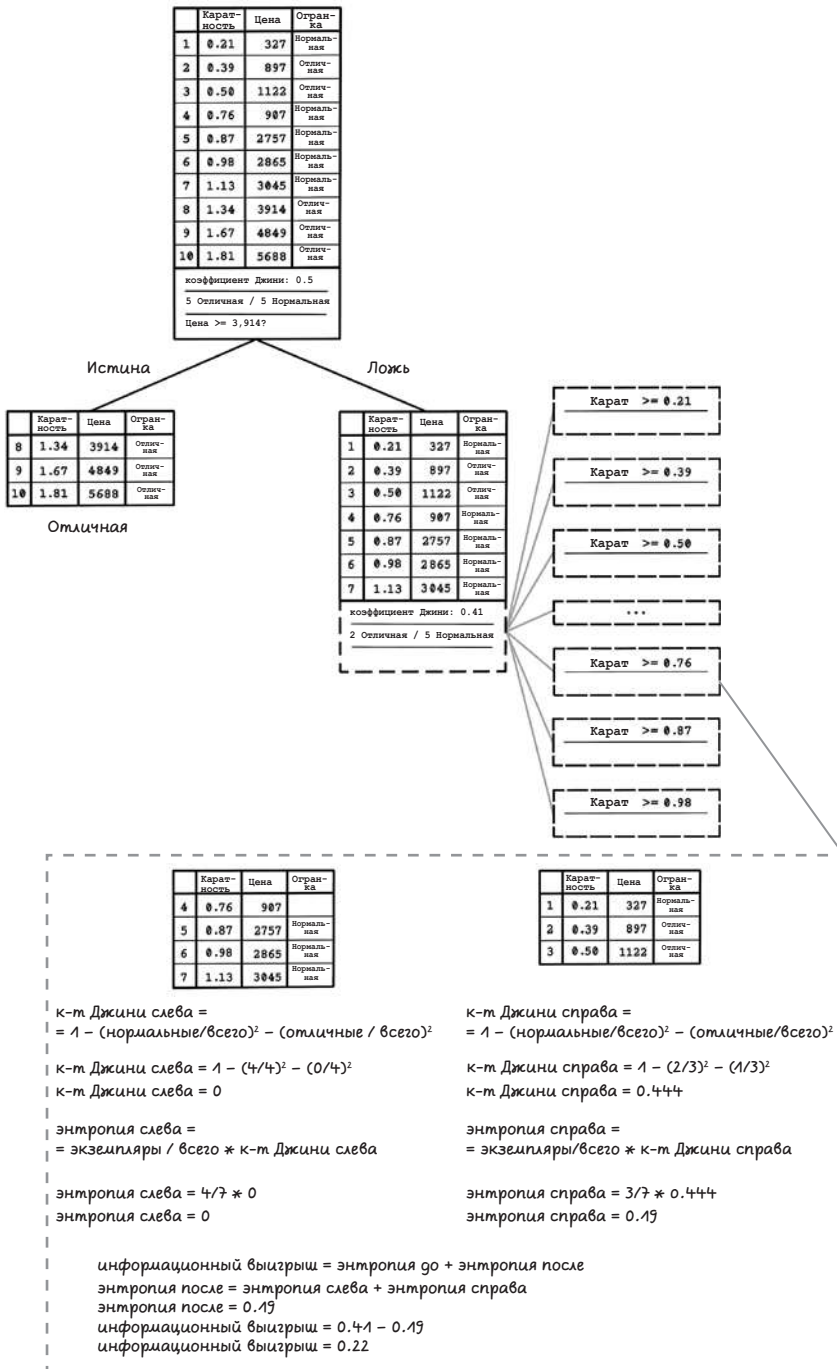 Карат-
ность Цена Огран-
ка
1 0.21 327 Нормаль-
ная
2 0.39 897 Отлич-
ная
3 0.50 1122 Отлич-
ная
4 0.76 907 Нормаль-
ная
5 0.87 2757 Нормаль-
ная
6 0.98 2865 Нормаль-
ная
7 1.13 3045 Нормаль-
ная
8 1.34 3914 Отлич-
ная
9 1.67 4849 Отлич-
ная
10 1.81 5688 Отлич-
ная
коэффициент Джини: 0.5
5 Отличная / 5 Нормальная
Цена >= 3,914?
Истина
Ложь
Карат-
ность Цена Огран-
ка
8 1.34 3914 Отлич-
ная
9 1.67 4849 Отлич-
ная
10 1.81 5688 Отлич-
ная
Отличная
Карат-
ность Цена Огран-
ка
1 0.21 327 Нормаль-
ная
2 0.39 897 Отлич-
ная
3 0.50 1122 Отлич-
ная
4 0.76 907 Нормаль-
ная
5 0.87 2757 Нормаль-
ная
6 0.98 2865 Нормаль-
ная
7 1.13 3045 Нормаль-
ная
коэффициент Джини: 0.41
2 Отличная / 5 Нормальная
Карат >= 0.21
Карат >= 0.39
Карат >= 0.50
...
Карат >= 0.76
Карат >= 0.87
Карат >= 0.98
Карат-
ность Цена Огран-
ка
4 0.76 907
5 0.87 2757 Нормаль-
ная
6 0.98 2865 Нормаль-
ная
7 1.13 3045 Нормаль-
ная
к-т Джини слева =
= 1 – (нормальные/всего)² – (отличные / всего)²
к-т Джини слева = 1 – (4/4)² – (0/4)²
к-т Джини слева = 0
энтропия слева =
= экземпляры / всего * к-т Джини слева
энтропия слева = 4/7 * 0
энтропия слева = 0
Карат-
ность Цена Огран-
ка
1 0.21 327 Нормаль-
ная
2 0.39 897 Отлич-
ная
3 0.50 1122 Отлич-
ная
к-т Джини справа =
= 1 – (нормальные/всего)² – (отличные/всего)²
к-т Джини справа = 1 – (2/3)² – (1/3)²
к-т Джини справа = 0.444
энтропия справа =
= экземпляры/всего * к-т Джини справа
энтропия справа = 3/7 * 0.444
энтропия справа = 0.19
информационный выигрыш = энтропия до + энтропия после
энтропия после = энтропия слева + энтропия справа
энтропия после = 0.19
информационный выигрыш = 0.41 – 0.19
информационный выигрыш = 0.22